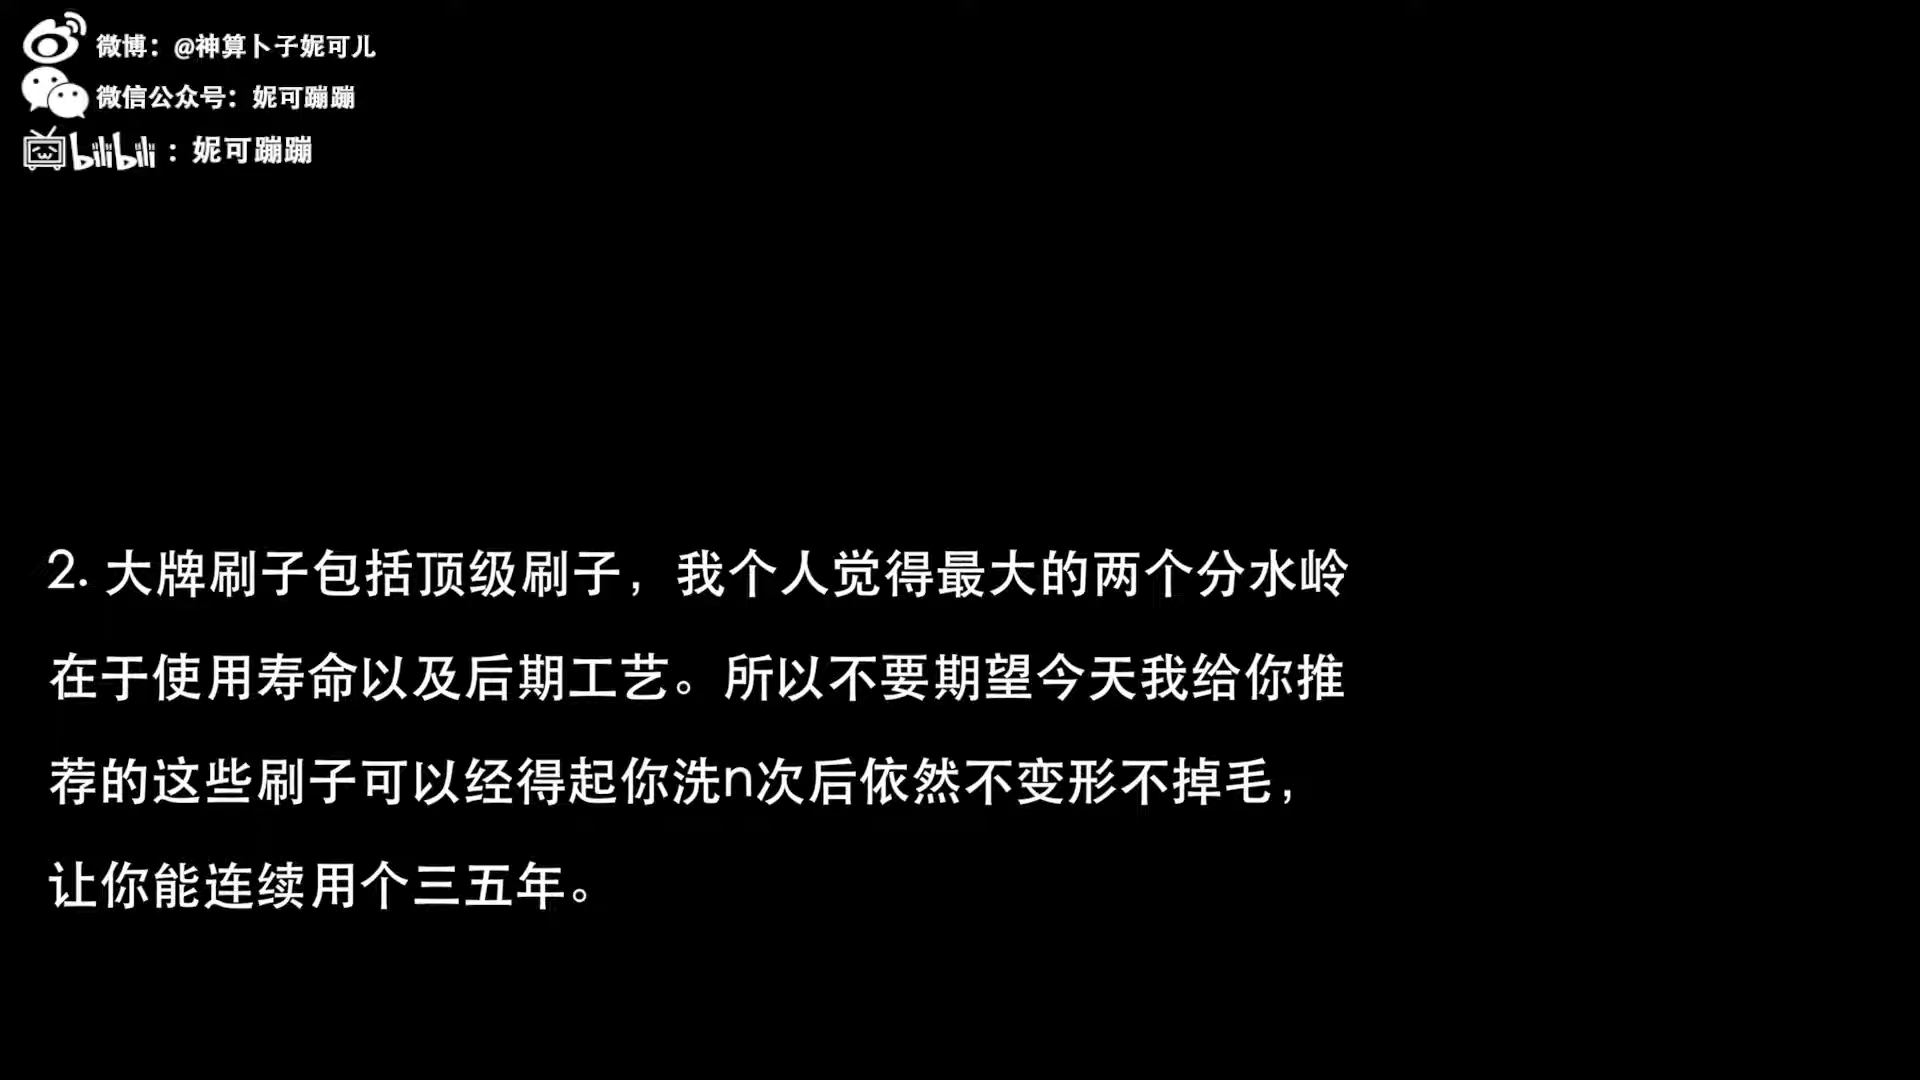 微博：@神算卜子妮可儿
微信公众号：妮可蹦蹦
bilibili：妮可蹦蹦
2. 大牌刷子包括顶级刷子，我个人觉得最大的两个分水岭
在于使用寿命以及后期工艺。所以不要期望今天我给你推
荐的这些刷子可以经得起你洗n次后依然不变形不掉毛，
让你能连续用个三五年。